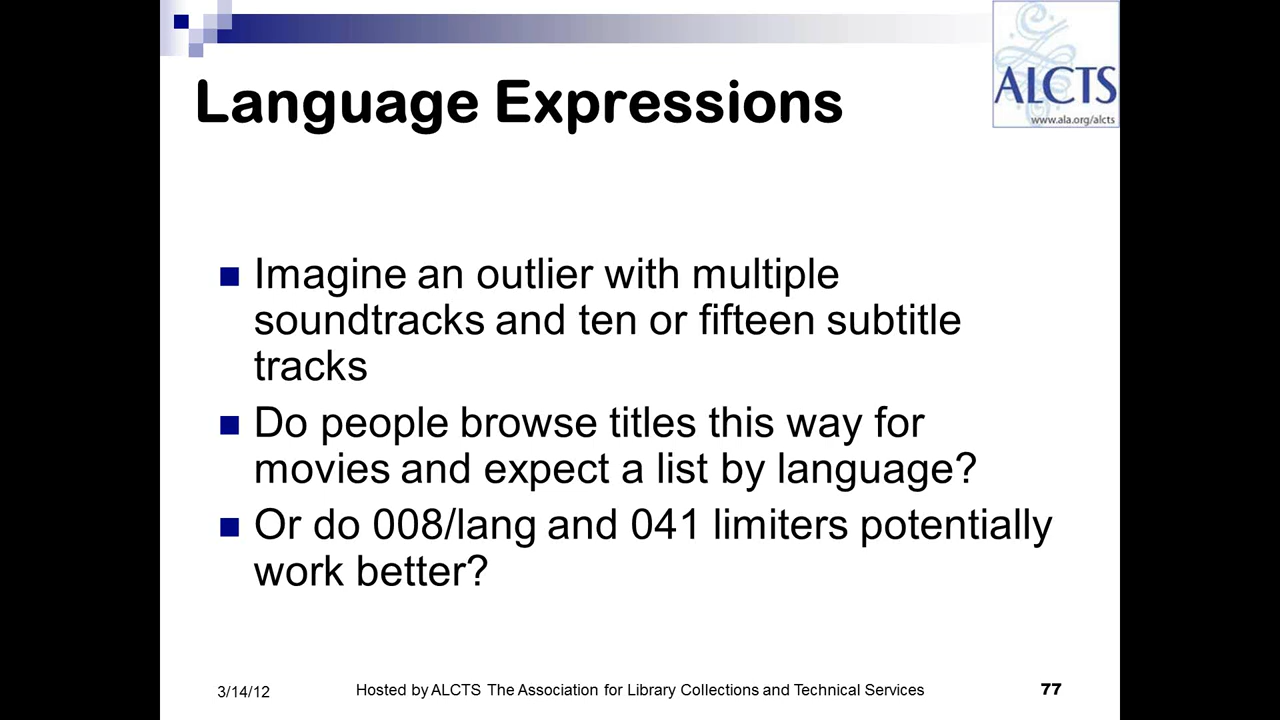 ALCTS
www.ala.org/alcts
Language Expressions
Imagine an outlier with multiple
soundtracks and ten or fifteen subtitle
tracks
Do people browse titles this way for
movies and expect a list by language?
Or do 008/lang and 041 limiters potentially
work better?
3/14/12
Hosted by ALCTS The Association for Library Collections and Technical Services
77